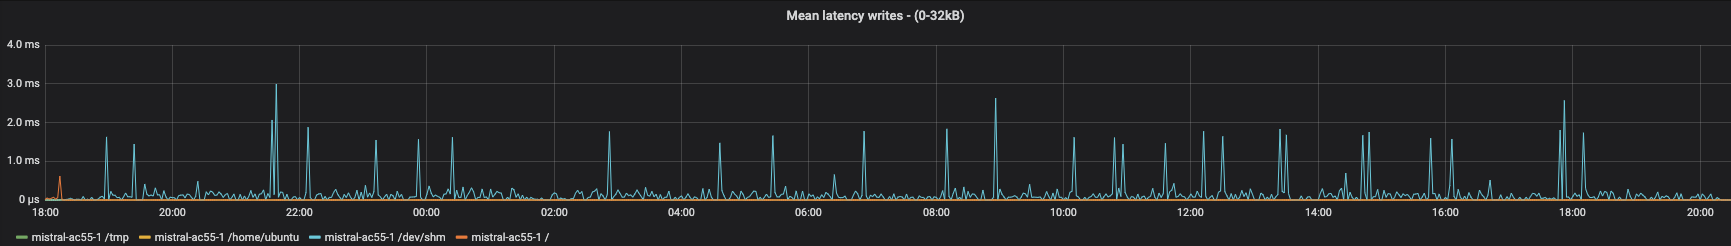 Mean latency writes - (0-32kB)
4.0 ms
3.0 ms
2.0 ms
1.0 ms
0 µs
18:00 20:00 22:00 00:00 02:00 04:00 06:00 08:00 10:00 12:00 14:00 16:00 18:00 20:00
mistral-ac55-1 /tmp mistral-ac55-1 /home/ubuntu mistral-ac55-1 /dev/shm mistral-ac55-1 /